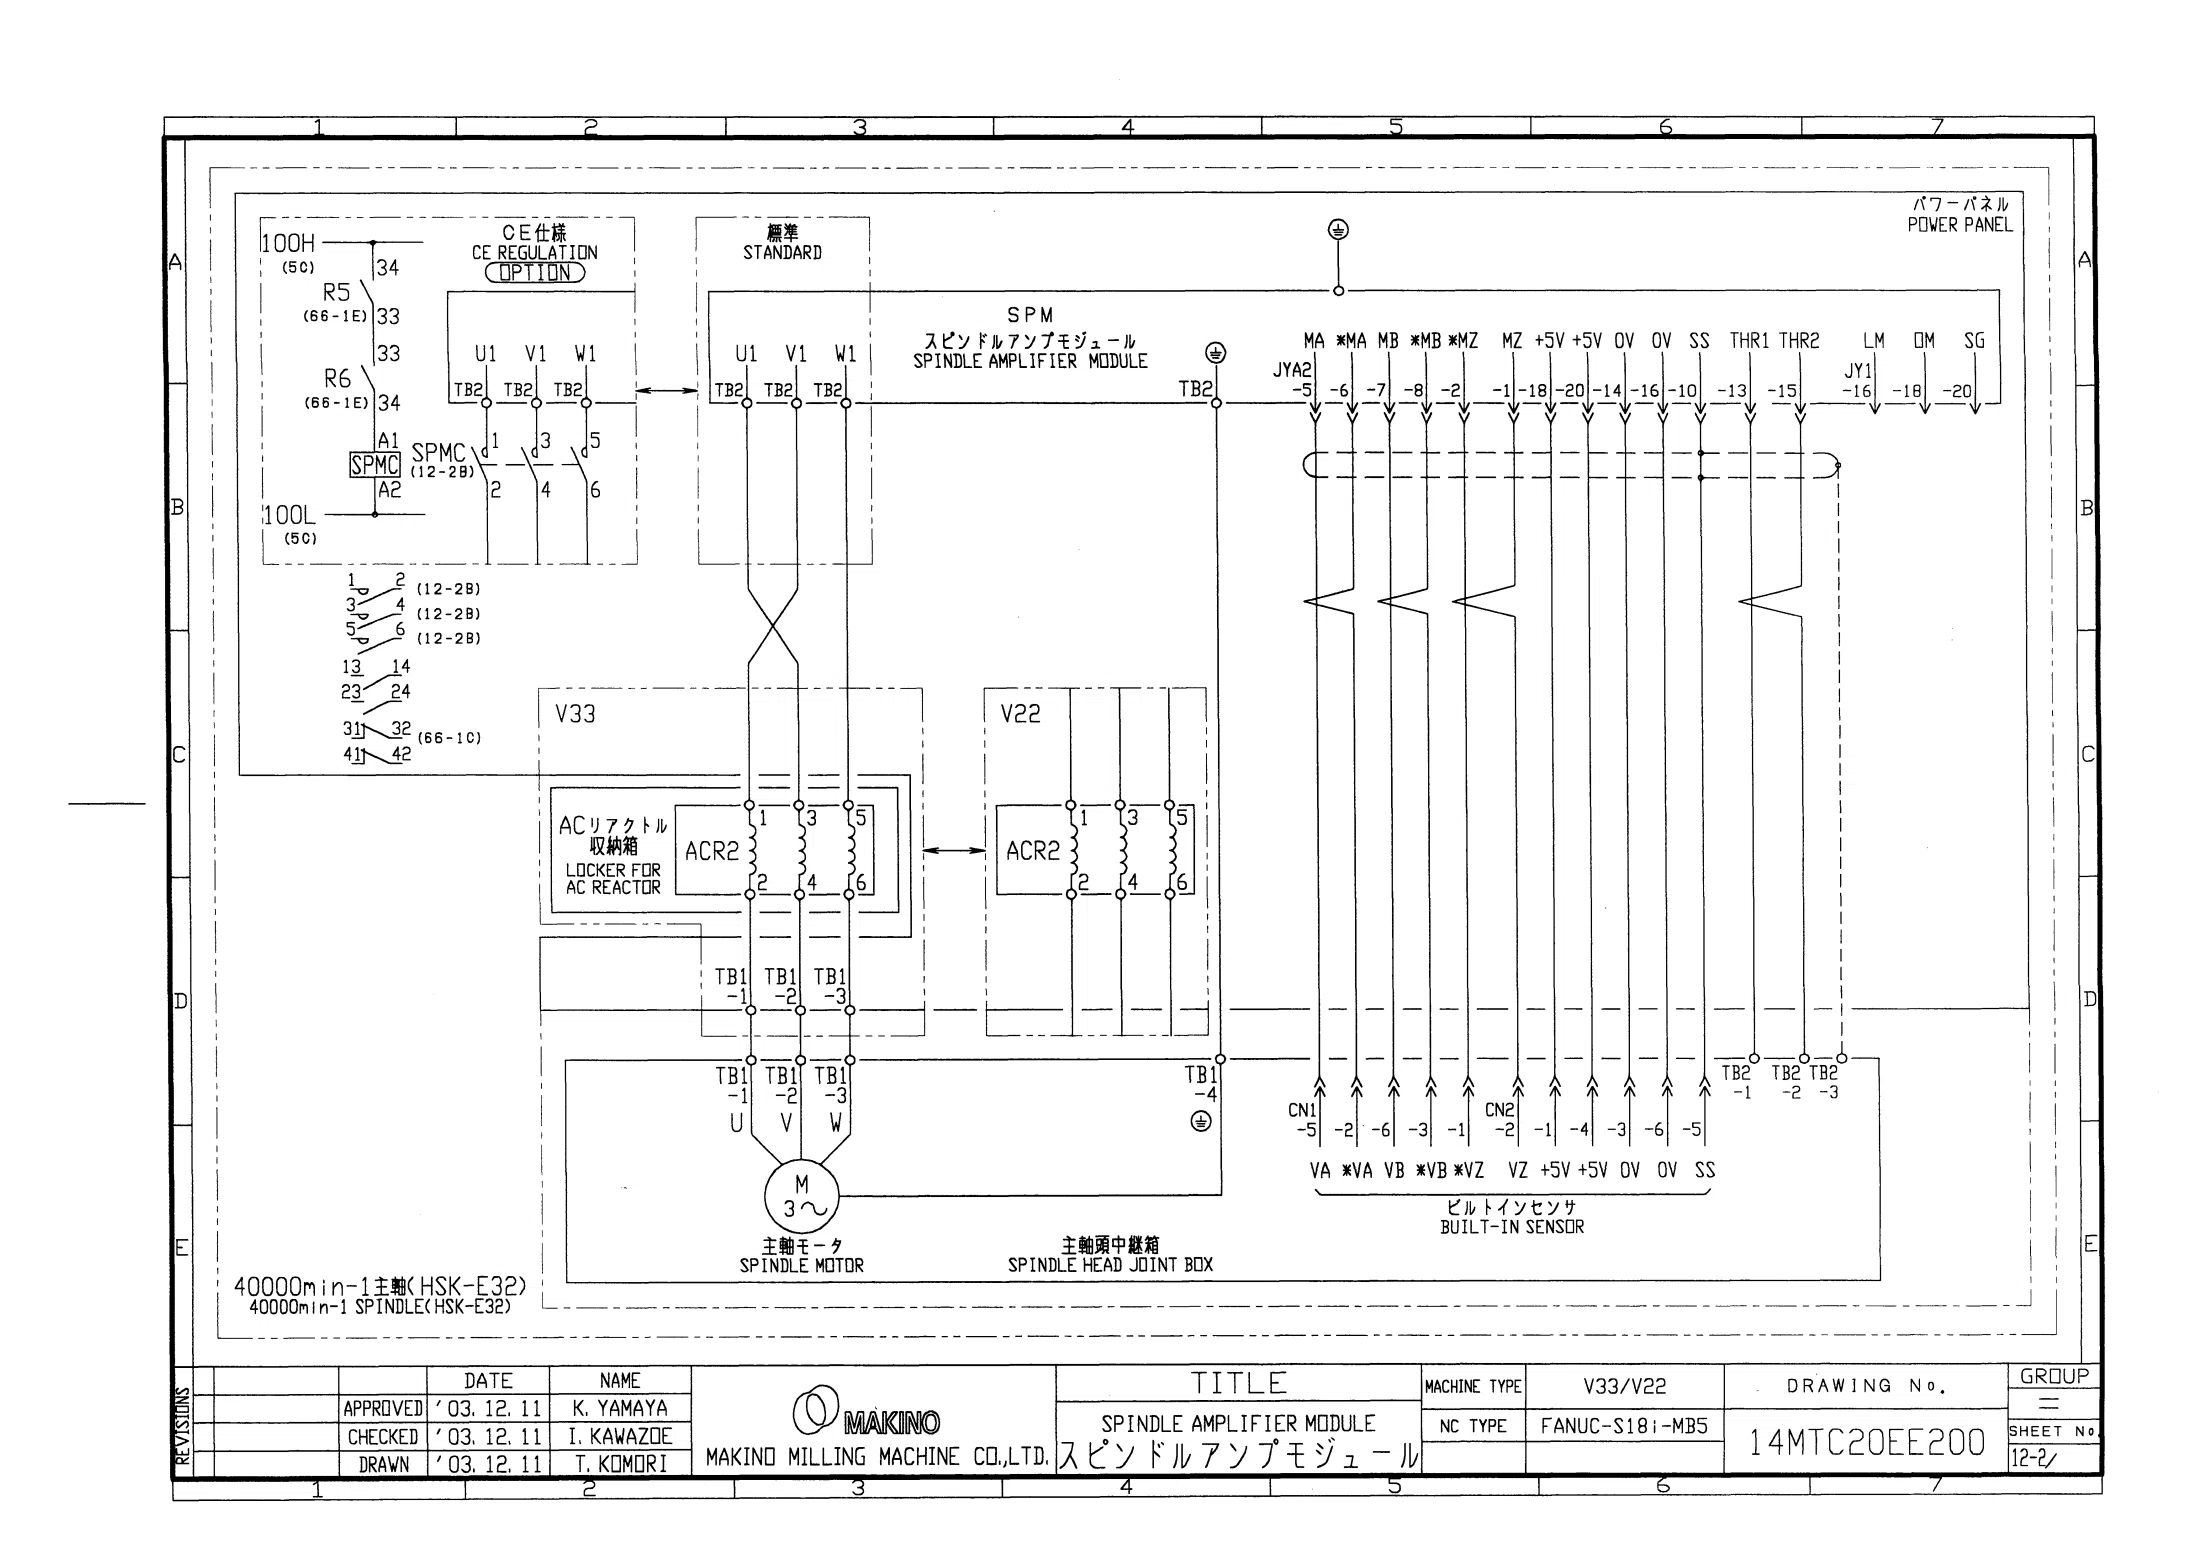 1 2 3 4 5 6 7
A
B
C
D
E
A
B
C
D
E
パワーパネル
POWER PANEL
100H
(5C)
34
R5
(66-1E)
33
33
R6
(66-1E)
34
A1
SPMC
A2
100L
(5C)
CE仕様
CE REGULATION
OPTION
U1 V1 W1
TB2 TB2 TB2
SPMC
(12-2B)
1 3 5
2 4 6
標準
STANDARD
U1 V1 W1
TB2 TB2 TB2
SPM
スピンドルアンプモジュール
SPINDLE AMPLIFIER MODULE
TB2
MA *MA MB *MB *MZ MZ +5V +5V 0V 0V SS THR1 THR2 LM OM SG
JYA2
-5 -6 -7 -8 -2 -1 -18 -20 -14 -16 -10 -13 -15
JY1
-16 -18 -20
1 2 (12-2B)
3 4 (12-2B)
5 6 (12-2B)
13 14
23 24
31 32 (66-1C)
41 42
V33
V22
ACリアクトル
収納箱
LOCKER FOR
AC REACTOR
ACR2
1 3 5
2 4 6
ACR2
1 3 5
2 4 6
TB1 TB1 TB1
-1 -2 -3
TB1 TB1 TB1
-1 -2 -3
U V W
TB1
-4
M
3
主軸モータ
SPINDLE MOTOR
主軸頭中継箱
SPINDLE HEAD JOINT BOX
TB2 TB2 TB2
-1 -2 -3
CN1
-5 -2 -6 -3 -1
CN2
-2 -1 -4 -3 -6 -5
VA *VA VB *VB *VZ VZ +5V +5V 0V 0V SS
ビルトインセンサ
BUILT-IN SENSOR
40000min-1主軸(HSK-E32)
40000min-1 SPINDLE(HSK-E32)
REVISIONS
DATE NAME
APPROVED '03. 12. 11 K. YAMAYA
CHECKED '03. 12. 11 I. KAWAZOE
DRAWN '03. 12. 11 T. KOMORI
MAKINO
MAKINO MILLING MACHINE CO.,LTD.
TITLE
SPINDLE AMPLIFIER MODULE
スピンドルアンプモジュール
MACHINE TYPE V33/V22
NC TYPE FANUC-S18i-MB5
DRAWING No.
14MTC20EE200
GROUP
=
SHEET No.
12-2/
1 2 3 4 5 6 7